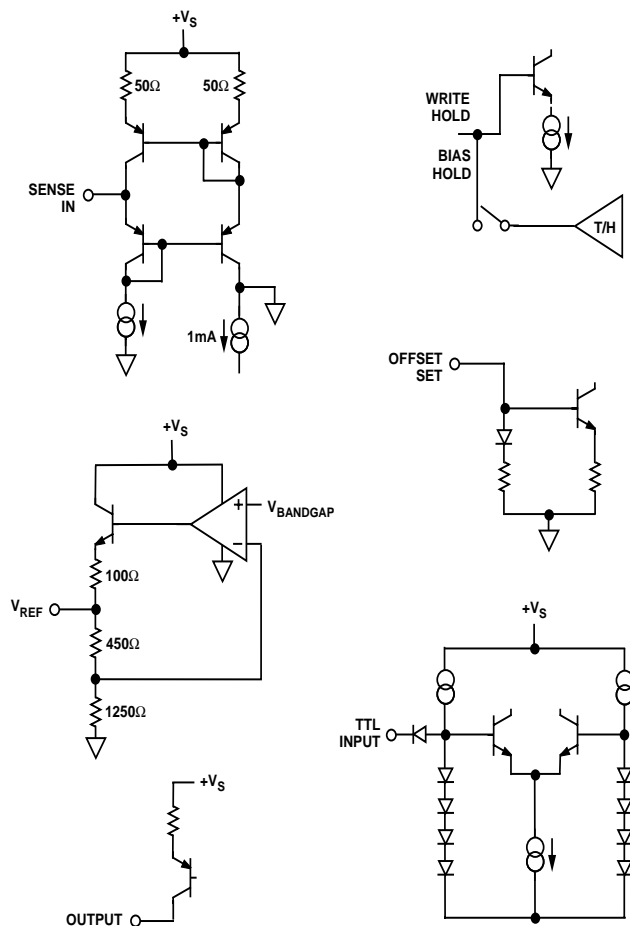 +VS
50Ω 50Ω
SENSE
IN
1mA
WRITE
HOLD
BIAS
HOLD
T/H
OFFSET
SET
+VS
+
VBANDGAP
–
100Ω
VREF
450Ω
1250Ω
+VS
TTL
INPUT
+VS
OUTPUT